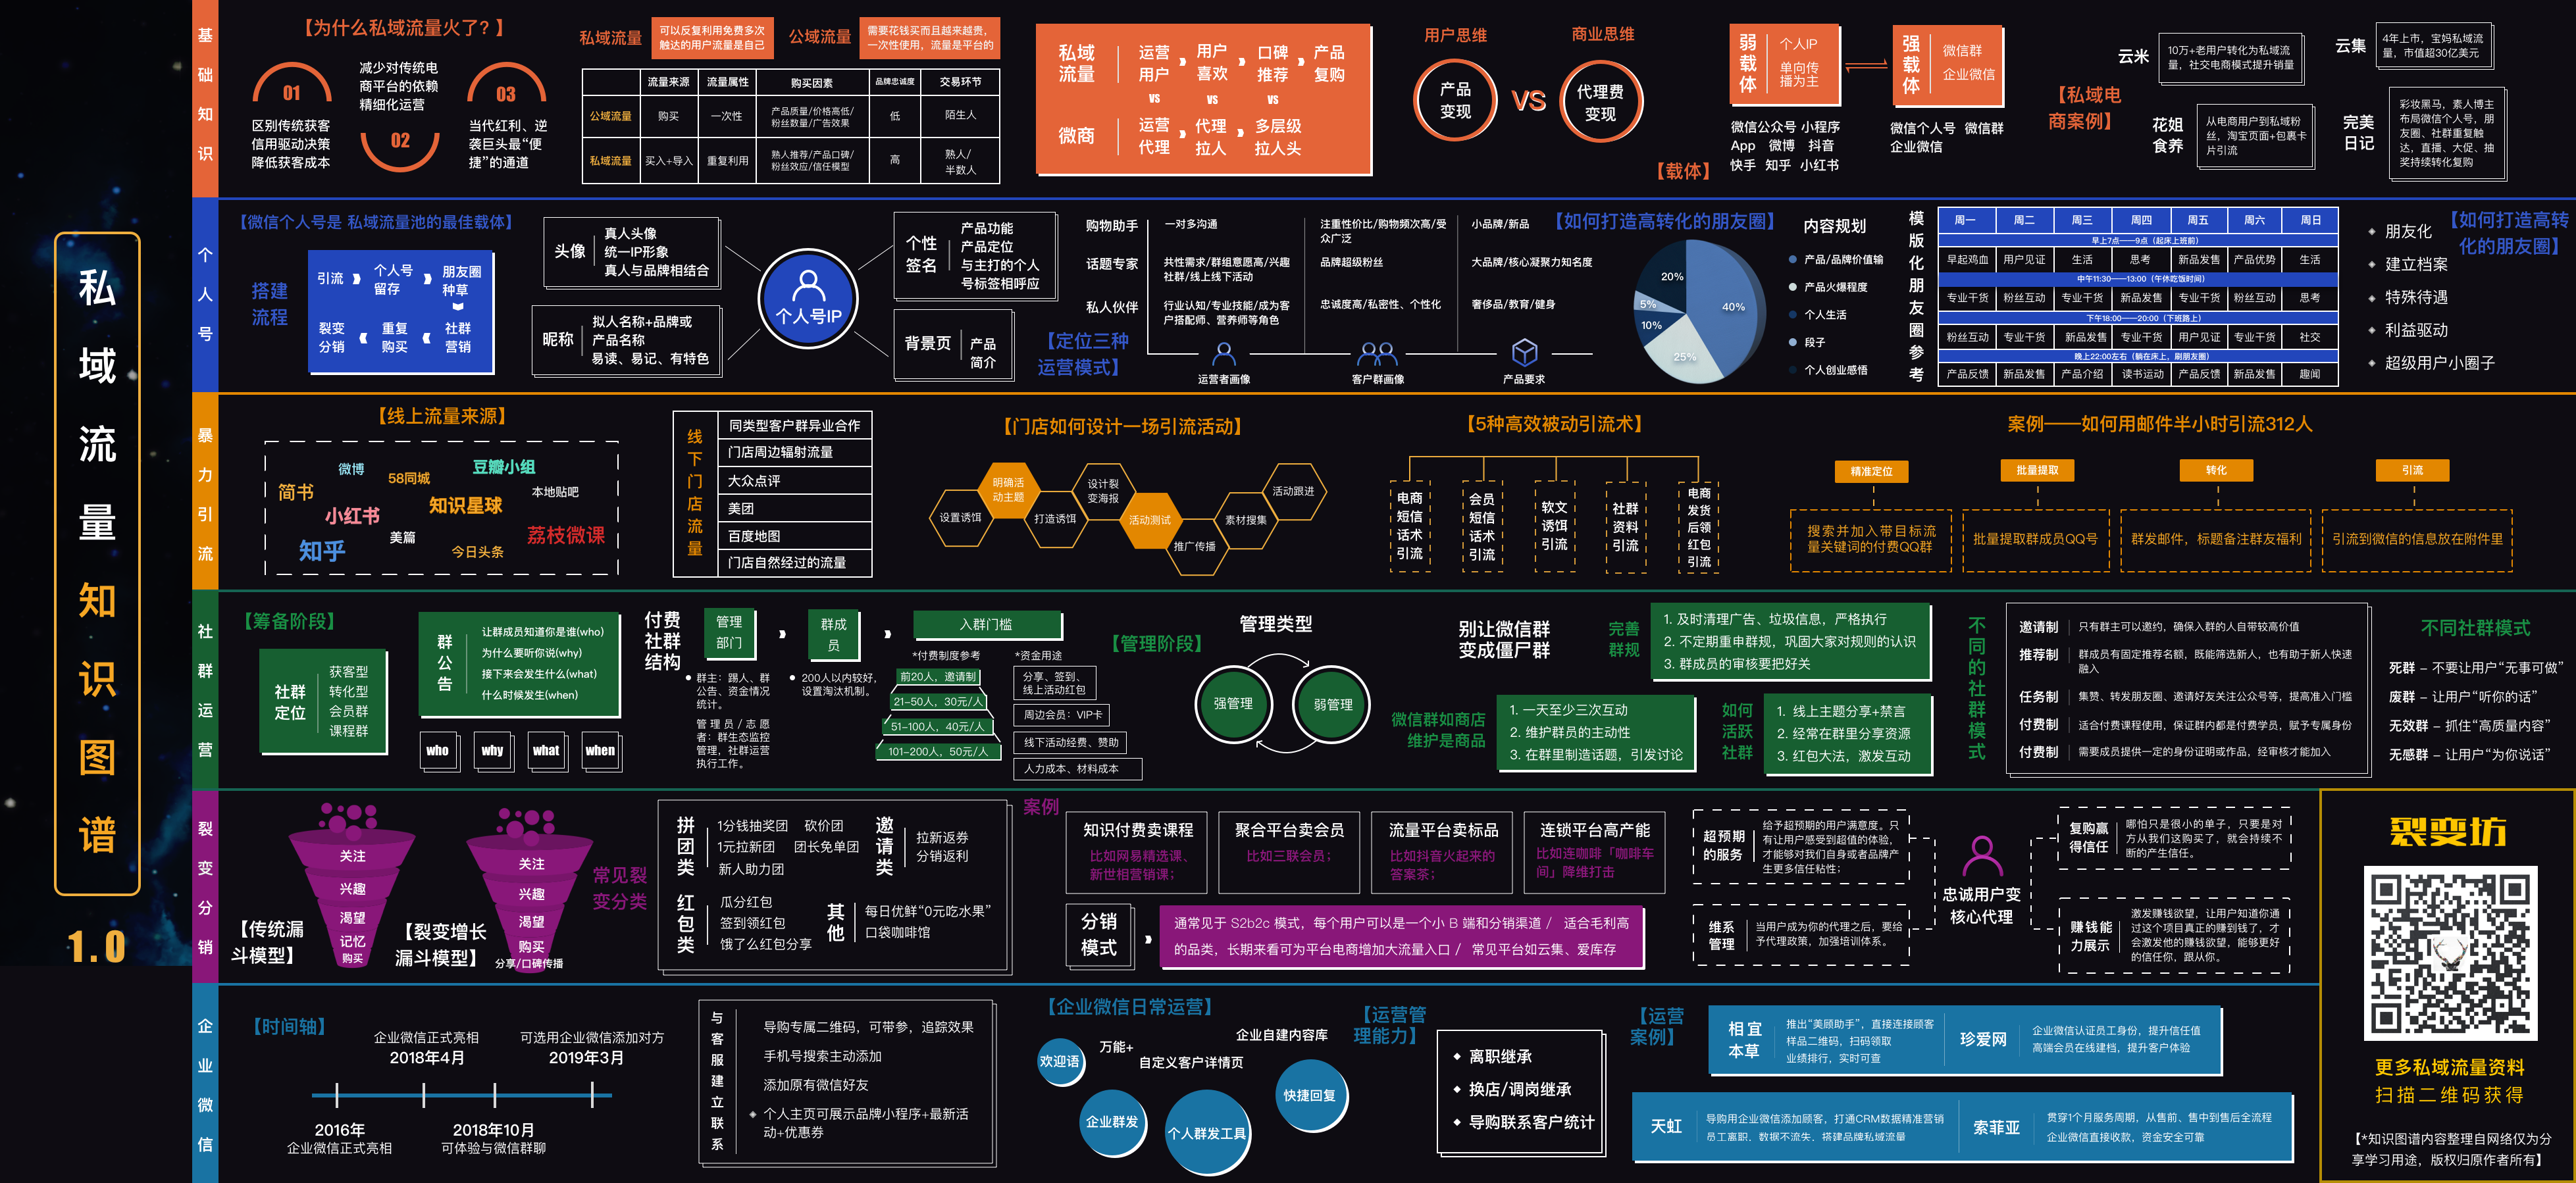 私域流量知识图谱
1.0
基础知识
【为什么私域流量火了?】
01
区别传统获客
信用驱动决策
降低获客成本
减少对传统电
商平台的依赖
精细化运营
02
03
当代红利、逆
袭巨头最“便
捷”的通道
私域流量
可以反复利用免费多次
触达的用户流量是自己
公域流量
需要花钱买而且越来越贵,
一次性使用,流量是平台的
流量来源 流量属性 购买因素 品牌忠诚度 交易环节
公域流量 购买 一次性 产品质量/价格高低/
粉丝数量/广告效果 低 陌生人
私域流量 买入+导入 重复利用 熟人推荐/产品口碑/
粉丝效应/信任模型 高 熟人/
半数人
私域
流量
运营
用户
用户
喜欢
口碑
推荐
产品
复购
VS VS VS
微商
运营
代理
代理
拉人
多层级
拉人头
用户思维
产品
变现
VS
商业思维
代理费
变现
【载体】
弱载体
个人IP
单向传
播为主
微信公众号 小程序
App 微博 抖音
快手 知乎 小红书
强载体
微信群
企业微信
微信个人号 微信群
企业微信
【私域电
商案例】
云米
10万+老用户转化为私域流
量,社交电商模式提升销量
云集
4年上市,宝妈私域流
量,市值超30亿美元
花姐
食养
从电商用户到私域粉
丝,淘宝页面+包裹卡
片引流
完美
日记
彩妆黑马,素人博主
布局微信个人号,朋
友圈、社群重复触
达,直播、大促、抽
奖持续转化复购
个人号
【微信个人号是 私域流量池的最佳载体】
搭建
流程
引流
个人号
留存
朋友圈
种草
社群
营销
重复
购买
裂变
分销
头像
真人头像
统一IP形象
真人与品牌相结合
昵称
拟人名称+品牌或
产品名称
易读、易记、有特色
个人号IP
个性
签名
产品功能
产品定位
与主打的个人
号标签相呼应
背景页
产品
简介
【定位三种
运营模式】
购物助手
一对多沟通
注重性价比/购物频次高/受
众广泛
小品牌/新品
话题专家
共性需求/群组意愿高/兴趣
社群/线上线下活动
品牌超级粉丝
大品牌/核心凝聚力知名度
私人伙伴
行业认知/专业技能/成为客
户搭配师、营养师等角色
忠诚度高/私密性、个性化
奢侈品/教育/健身
运营者画像
客户群画像
产品要求
【如何打造高转化的朋友圈】
40%
25%
10%
5%
20%
内容规划
产品/品牌价值输
产品火爆程度
个人生活
段子
个人创业感悟
模版化朋友圈参考
周一 周二 周三 周四 周五 周六 周日
早上7点——9点(起床上班前)
早起鸡血 用户见证 生活 思考 新品发售 产品优势 生活
中午11:30——13:00(午休吃饭时间)
专业干货 粉丝互动 专业干货 新品发售 专业干货 粉丝互动 思考
下午18:00——20:00(下班路上)
粉丝互动 专业干货 新品发售 专业干货 用户见证 专业干货 社交
晚上22:00左右(躺在床上,刷朋友圈)
产品反馈 新品发售 产品介绍 读书运动 产品反馈 新品发售 趣闻
【如何打造高转
化的朋友圈】
朋友化
建立档案
特殊待遇
利益驱动
超级用户小圈子
暴力引流
【线上流量来源】
微博
豆瓣小组
58同城
简书
知识星球
本地贴吧
小红书
美篇
荔枝微课
知乎
今日头条
线下门店流量
同类型客户群异业合作
门店周边辐射流量
大众点评
美团
百度地图
门店自然经过的流量
【门店如何设计一场引流活动】
设置诱饵
明确活
动主题
打造诱饵
设计裂
变海报
活动测试
推广传播
素材搜集
活动跟进
【5种高效被动引流术】
电商
短信
话术
引流
会员
短信
话术
引流
软文
诱饵
引流
社群
资料
引流
电商
发货
后领
红包
引流
案例——如何用邮件半小时引流312人
精准定位
搜索并加入带目标流
量关键词的付费QQ群
批量提取
批量提取群成员QQ号
转化
群发邮件,标题备注群友福利
引流
引流到微信的信息放在附件里
社群运营
【筹备阶段】
社群
定位
获客型
转化型
会员群
课程群
群公告
让群成员知道你是谁(who)
为什么要听你说(why)
接下来会发生什么(what)
什么时候发生(when)
who
why
what
when
付费
社群
结构
管理
部门
群成
员
入群门槛
群主:踢人、群
公告、资金情况
统计。
管理员/志愿
者:群生态监控
管理,社群运营
执行工作。
200人以内较好,
设置淘汰机制。
*付费制度参考
前20人,邀请制
21–50人,30元/人
51–100人,40元/人
101–200人,50元/人
*资金用途
分享、签到、
线上活动红包
周边会员:VIP卡
线下活动经费、赞助
人力成本、材料成本
【管理阶段】
管理类型
强管理
弱管理
别让微信群
变成僵尸群
完善
群规
1. 及时清理广告、垃圾信息,严格执行
2. 不定期重申群规,巩固大家对规则的认识
3. 群成员的审核要把好关
微信群如商店
维护是商品
1. 一天至少三次互动
2. 维护群员的主动性
3. 在群里制造话题,引发讨论
如何
活跃
社群
1. 线上主题分享+禁言
2. 经常在群里分享资源
3. 红包大法,激发互动
不同的社群模式
邀请制
只有群主可以邀约,确保入群的人自带较高价值
推荐制
群成员有固定推荐名额,既能筛选新人,也有助于新人快速
融入
任务制
集赞、转发朋友圈、邀请好友关注公众号等,提高准入门槛
付费制
适合付费课程使用,保证群内都是付费学员,赋予专属身份
付费制
需要成员提供一定的身份证明或作品,经审核才能加入
不同社群模式
死群 – 不要让用户“无事可做”
废群 – 让用户“听你的话”
无效群 – 抓住“高质量内容”
无感群 – 让用户“为你说话”
裂变分销
【传统漏
斗模型】
关注
兴趣
渴望
记忆
购买
【裂变增长
漏斗模型】
关注
兴趣
渴望
购买
分享/口碑传播
常见裂
变分类
拼团类
1分钱抽奖团 砍价团
1元拉新团 团长免单团
新人助力团
邀请类
拉新返券
分销返利
红包类
瓜分红包
签到领红包
饿了么红包分享
其他
每日优鲜“0元吃水果”
口袋咖啡馆
案例
知识付费卖课程
比如网易精选课、
新世相营销课;
聚合平台卖会员
比如三联会员;
流量平台卖标品
比如抖音火起来的
答案茶;
连锁平台高产能
比如连咖啡「咖啡车
间」降维打击
分销
模式
通常见于 S2b2c 模式,每个用户可以是一个小 B 端和分销渠道 / 适合毛利高
的品类,长期来看可为平台电商增加大流量入口 / 常见平台如云集、爱库存
超预期
的服务
给予超预期的用户满意度。只
有让用户感受到超值的体验,
才能够对我们自身或者品牌产
生更多信任粘性;
维系
管理
当用户成为你的代理之后,要给
予代理政策,加强培训体系。
忠诚用户变
核心代理
复购赢
得信任
哪怕只是很小的单子,只要是对
方从我们这购买了,就会持续不
断的产生信任。
赚钱能
力展示
激发赚钱欲望,让用户知道你通
过这个项目真正的赚到钱了,才
会激发他的赚钱欲望,能够更好
的信任你,跟从你。
企业微信
【时间轴】
企业微信正式亮相
2018年4月
可选用企业微信添加对方
2019年3月
2016年
企业微信正式亮相
2018年10月
可体验与微信群聊
与客服建立联系
导购专属二维码,可带参,追踪效果
手机号搜索主动添加
添加原有微信好友
个人主页可展示品牌小程序+最新活
动+优惠券
【企业微信日常运营】
欢迎语
万能+
自定义客户详情页
企业自建内容库
企业群发
个人群发工具
快捷回复
【运营管
理能力】
离职继承
换店/调岗继承
导购联系客户统计
【运营
案例】
相宜
本草
推出“美顾助手”,直接连接顾客
样品二维码,扫码领取
业绩排行,实时可查
珍爱网
企业微信认证员工身份,提升信任值
高端会员在线建档,提升客户体验
天虹
导购用企业微信添加顾客,打通CRM数据精准营销
员工离职,数据不流失,搭建品牌私域流量
索菲亚
贯穿1个月服务周期,从售前、售中到售后全流程
企业微信直接收款,资金安全可靠
裂变坊
更多私域流量资料
扫描二维码获得
【*知识图谱内容整理自网络仅为分
享学习用途,版权归原作者所有】